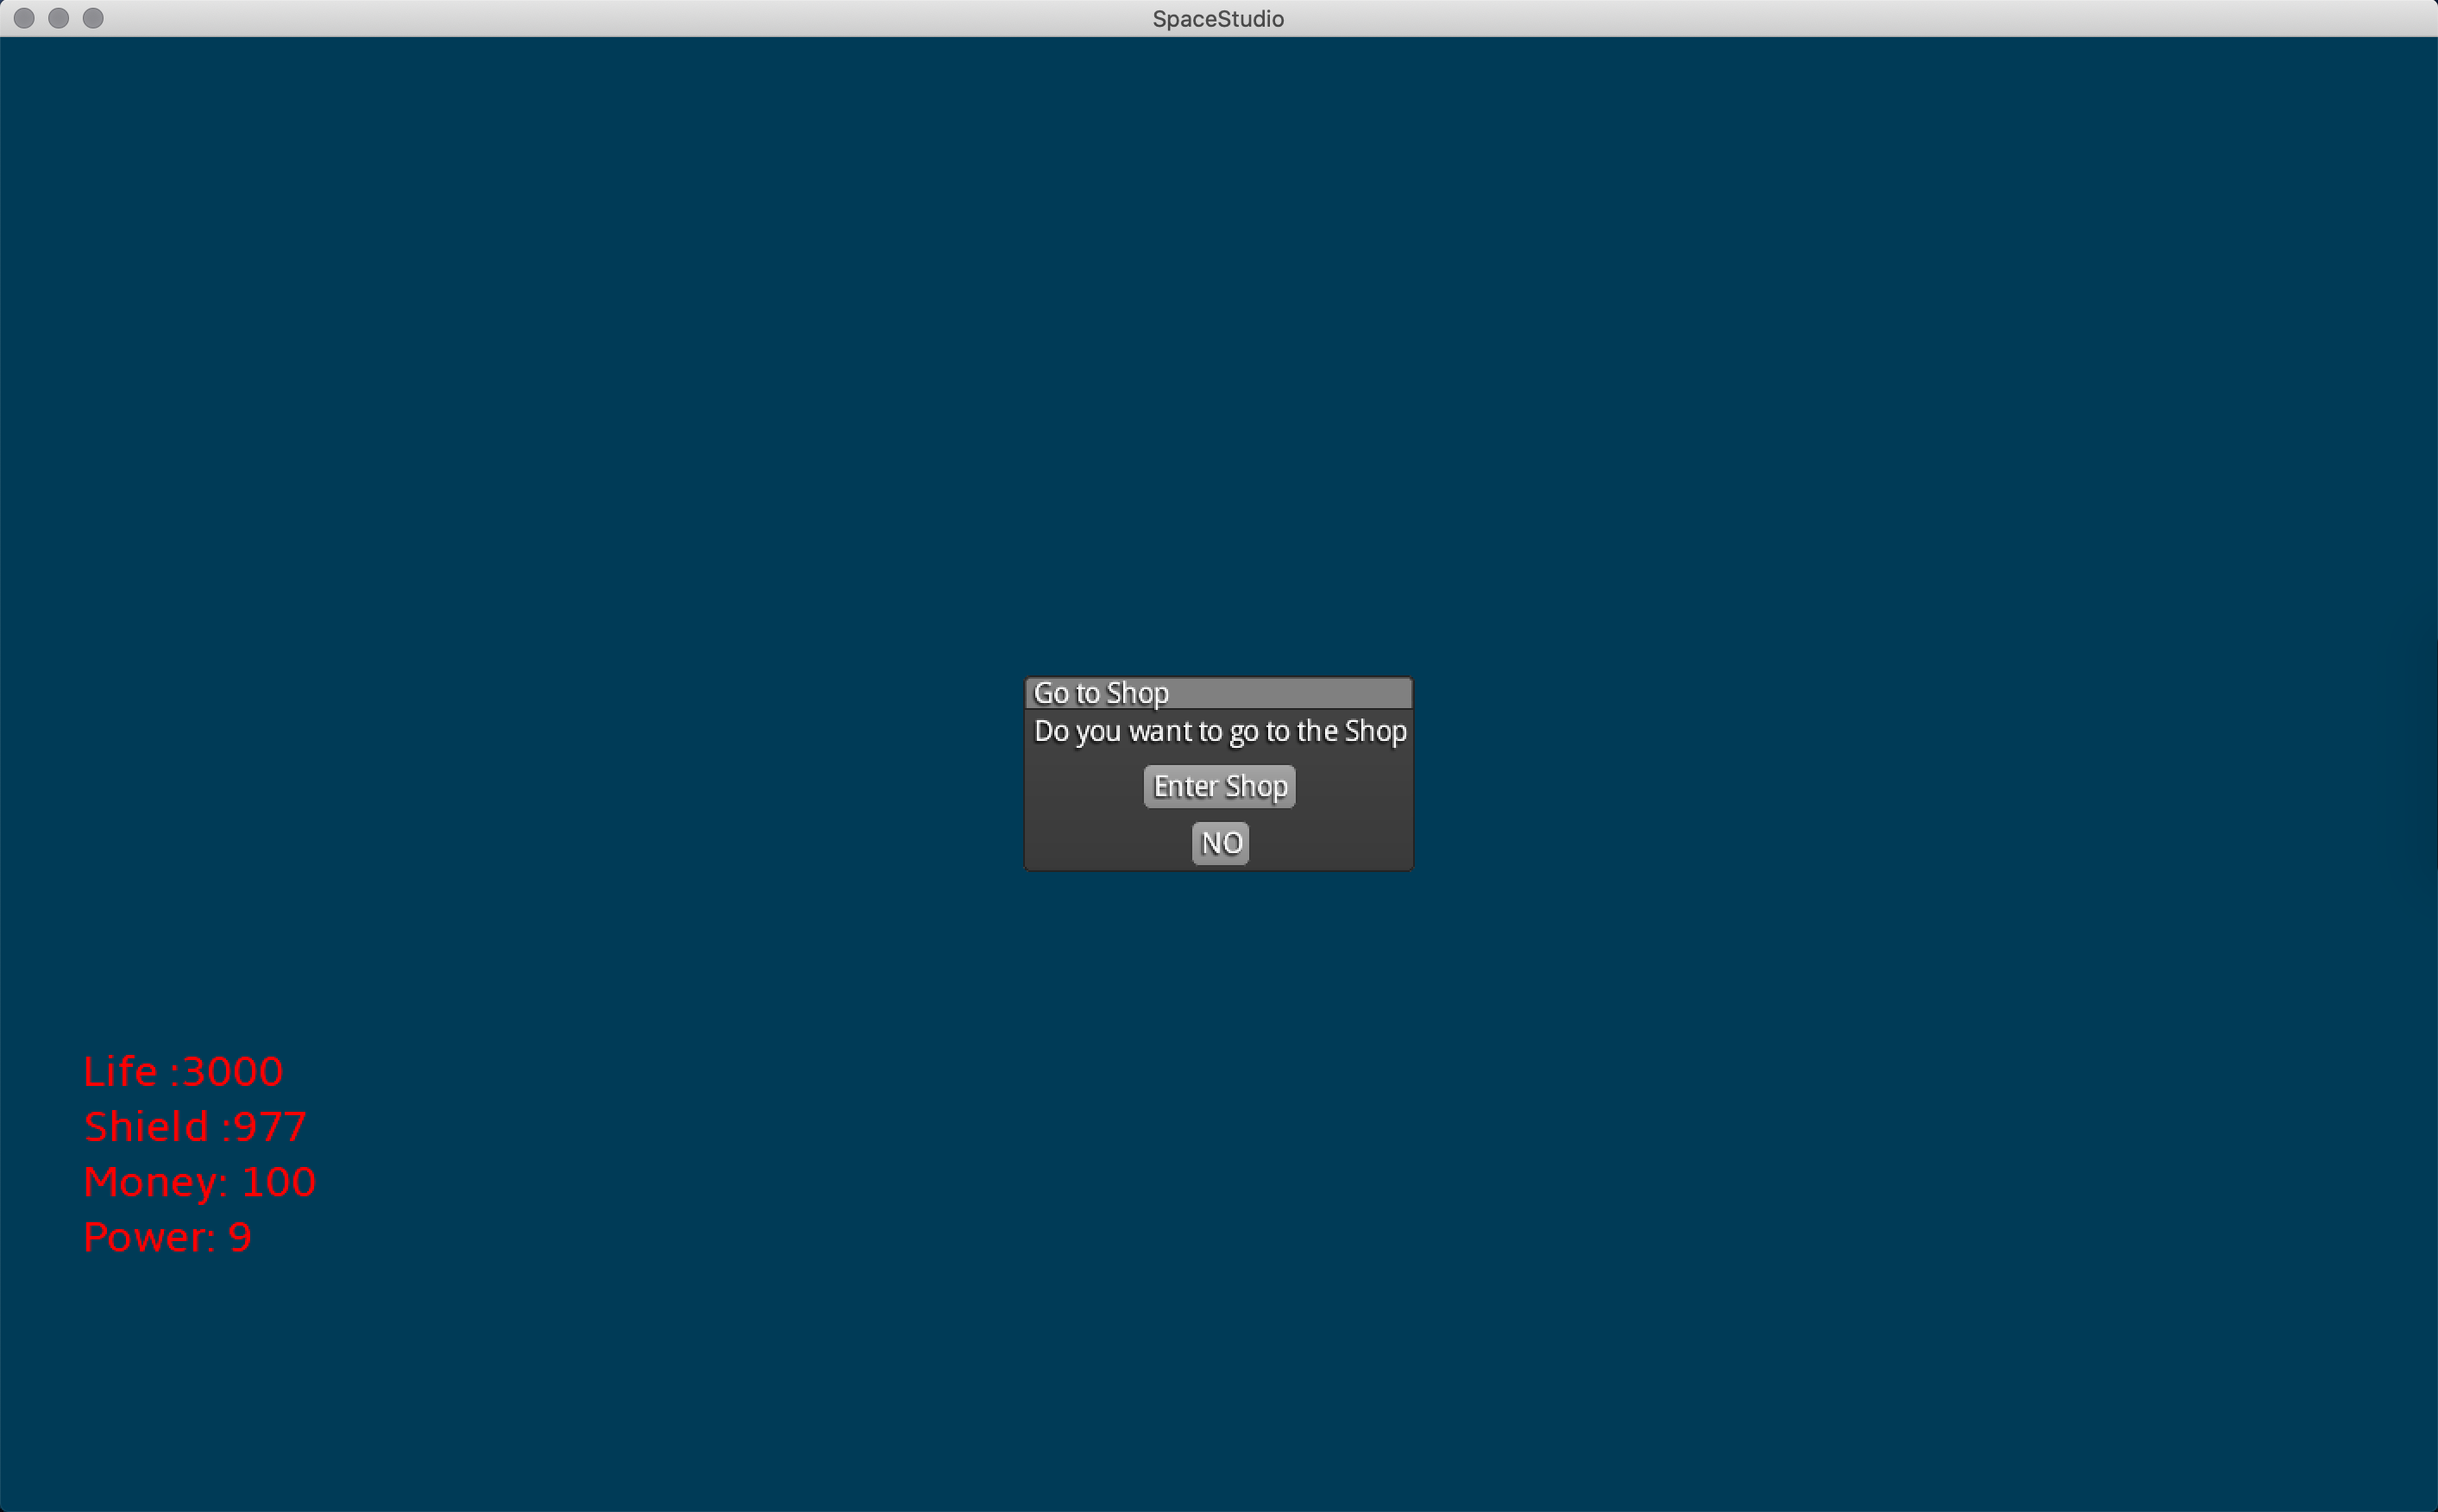 SpaceStudio
Go to Shop
Do you want to go to the Shop
Enter Shop
NO
Life :3000
Shield :977
Money: 100
Power: 9